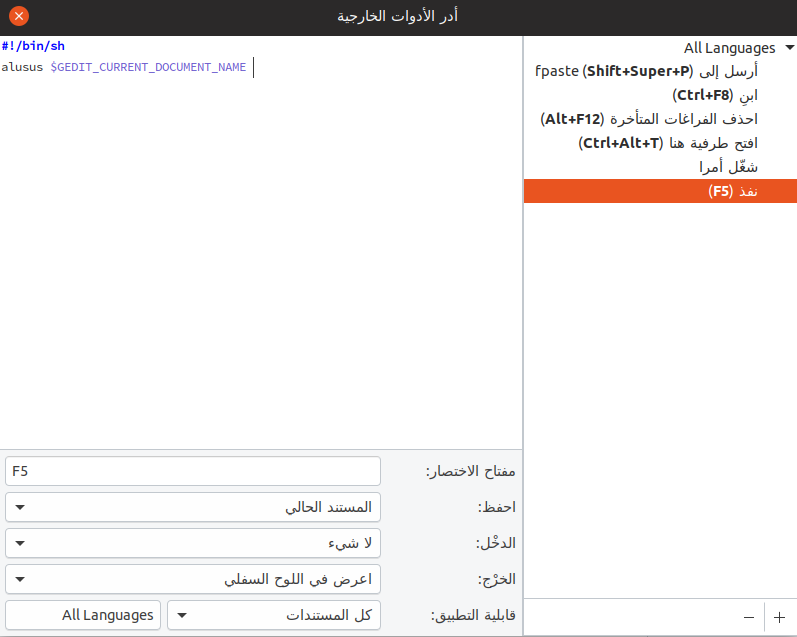 أدر الأدوات الخارجية
All Languages
أرسل إلى fpaste (Shift+Super+P)
ابنِ (Ctrl+F8)
احذف الفراغات المتأخرة (Alt+F12)
افتح طرفية هنا (Ctrl+Alt+T)
شغّل أمرا
نفذ (F5)
#!/bin/sh
alusus $GEDIT_CURRENT_DOCUMENT_NAME
مفتاح الاختصار: F5
احفظ: المستند الحالي
الدخْل: لا شيء
الخرْج: اعرض في اللوح السفلي
قابلية التطبيق: كل المستندات All Languages